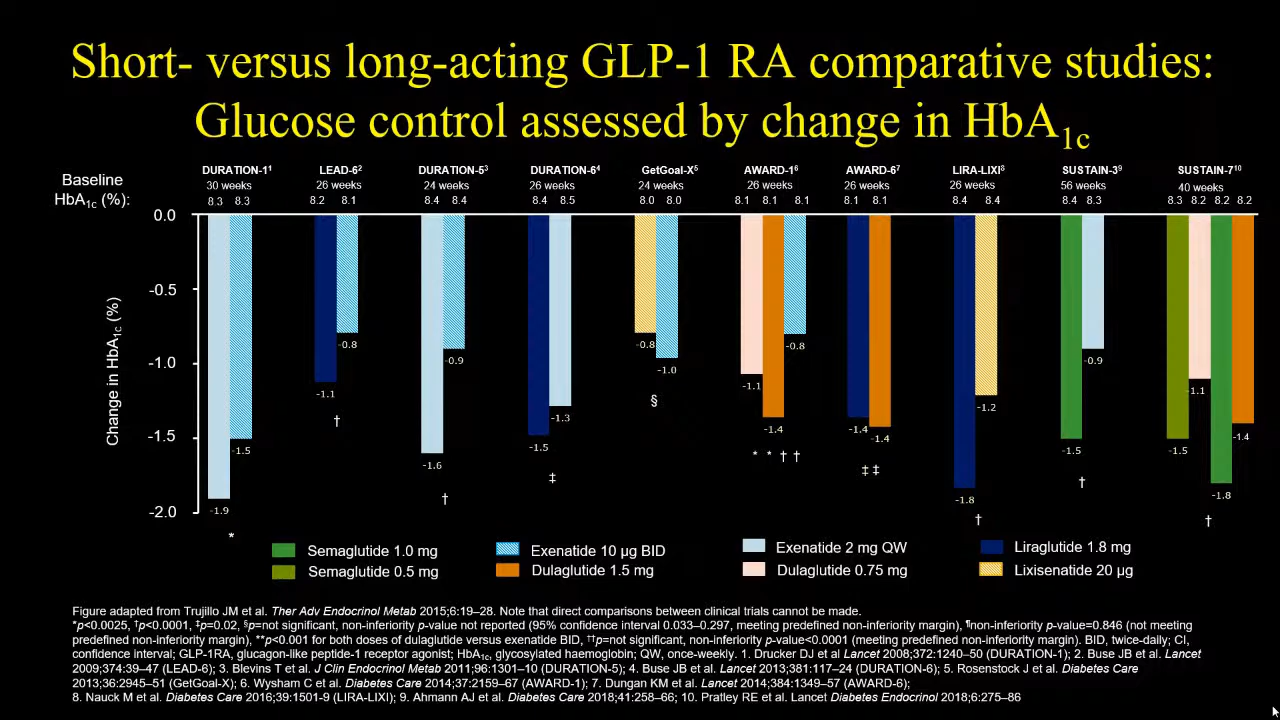 Short- versus long-acting GLP-1 RA comparative studies:
Glucose control assessed by change in HbA1c
Baseline
HbA1c (%):
DURATION-1¹ LEAD-6² DURATION-5³ DURATION-6⁴ GetGoal-X⁵ AWARD-1⁶ AWARD-6⁷ LIRA-LIXI⁸ SUSTAIN-3⁹ SUSTAIN-7¹⁰
30 weeks 26 weeks 24 weeks 26 weeks 24 weeks 26 weeks 26 weeks 26 weeks 56 weeks 40 weeks
8.3 8.3 8.2 8.1 8.4 8.4 8.4 8.5 8.0 8.0 8.1 8.1 8.1 8.1 8.1 8.4 8.4 8.4 8.3 8.3 8.2 8.2 8.2
Change in HbA1c (%)
0.0
-0.5
-1.0
-1.5
-2.0
-1.9 -1.5 *
-1.1 -0.8 †
-1.6 -0.9 †
-1.5 -1.3 ‡
-0.8 -1.0 §
-1.1 -1.4 -0.8 * * † †
-1.4 -1.4 ‡ ‡
-1.8 -1.2 †
-1.5 -0.9 †
-1.5 -1.1 -1.8 -1.4 †
Semaglutide 1.0 mg Exenatide 10 µg BID Exenatide 2 mg QW Liraglutide 1.8 mg
Semaglutide 0.5 mg Dulaglutide 1.5 mg Dulaglutide 0.75 mg Lixisenatide 20 µg
Figure adapted from Trujillo JM et al. Ther Adv Endocrinol Metab 2015;6:19–28. Note that direct comparisons between clinical trials cannot be made.
*p<0.0025, †p<0.0001, ‡p=0.02, §p=not significant, non-inferiority p-value not reported (95% confidence interval 0.033–0.297, meeting predefined non-inferiority margin), ¶non-inferiority p-value=0.846 (not meeting
predefined non-inferiority margin), **p<0.001 for both doses of dulaglutide versus exenatide BID, ††p=not significant, non-inferiority p-value<0.0001 (meeting predefined non-inferiority margin). BID, twice-daily; CI,
confidence interval; GLP-1RA, glucagon-like peptide-1 receptor agonist; HbA1c, glycosylated haemoglobin; QW, once-weekly. 1. Drucker DJ et al Lancet 2008;372:1240–50 (DURATION-1); 2. Buse JB et al. Lancet
2009;374:39–47 (LEAD-6); 3. Blevins T et al. J Clin Endocrinol Metab 2011;96:1301–10 (DURATION-5); 4. Buse JB et al. Lancet 2013;381:117–24 (DURATION-6); 5. Rosenstock J et al. Diabetes Care
2013;36:2945–51 (GetGoal-X); 6. Wysham C et al. Diabetes Care 2014;37:2159–67 (AWARD-1); 7. Dungan KM et al. Lancet 2014;384:1349–57 (AWARD-6);
8. Nauck M et al. Diabetes Care 2016;39:1501-9 (LIRA-LIXI); 9. Ahmann AJ et al. Diabetes Care 2018;41:258–66; 10. Pratley RE et al. Lancet Diabetes Endocrinol 2018;6:275–86